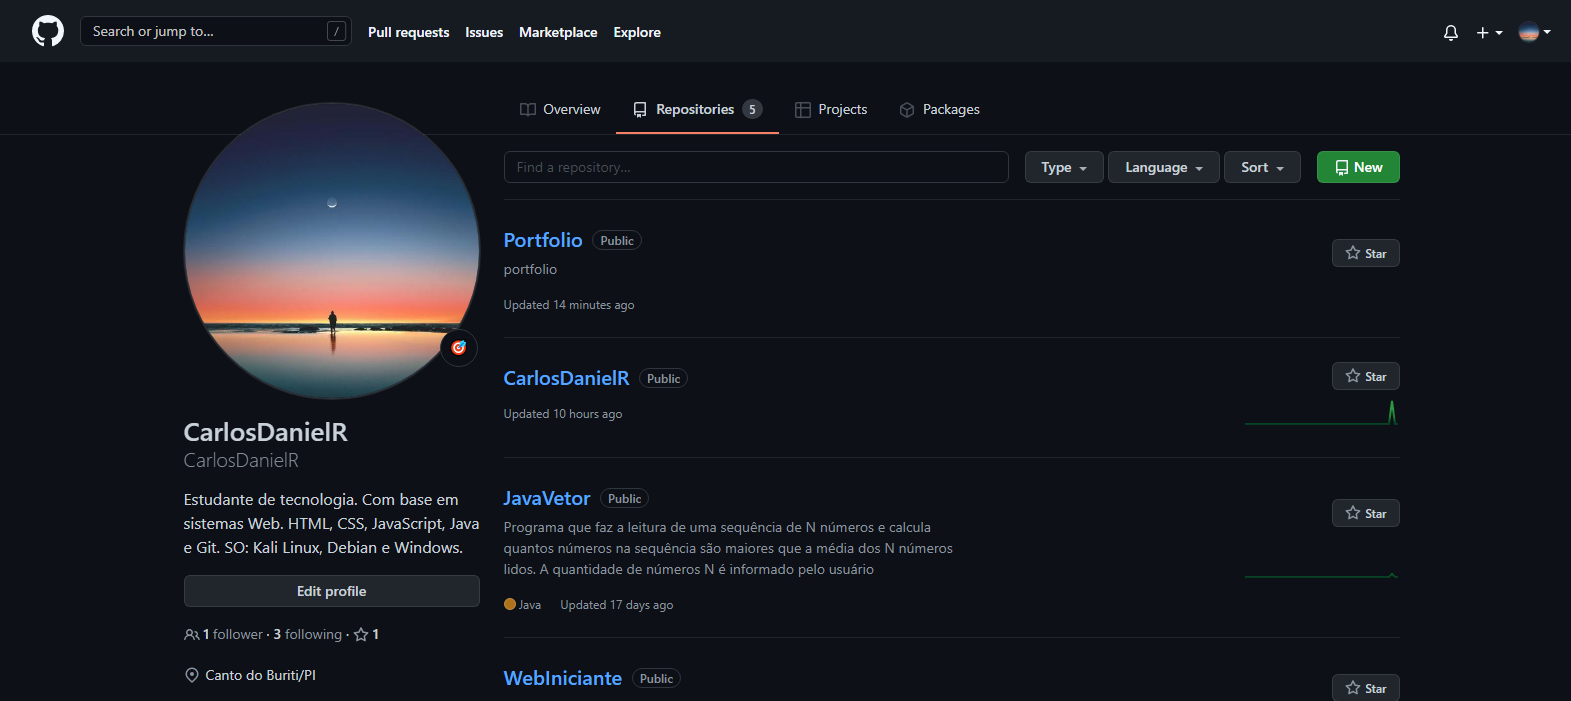 Search or jump to... /
Pull requests Issues Marketplace Explore
Overview Repositories 5 Projects Packages
Find a repository... Type Language Sort New
Portfolio Public
Star
portfolio
Updated 14 minutes ago
CarlosDanielR Public
Star
Updated 10 hours ago
JavaVetor Public
Star
Programa que faz a leitura de uma sequência de N números e calcula
quantos números na sequência são maiores que a média dos N números
lidos. A quantidade de números N é informado pelo usuário
Java Updated 17 days ago
WebIniciante Public
Star
CarlosDanielR
CarlosDanielR
Estudante de tecnologia. Com base em
sistemas Web. HTML, CSS, JavaScript, Java
e Git. SO: Kali Linux, Debian e Windows.
Edit profile
1 follower · 3 following · 1
Canto do Buriti/PI